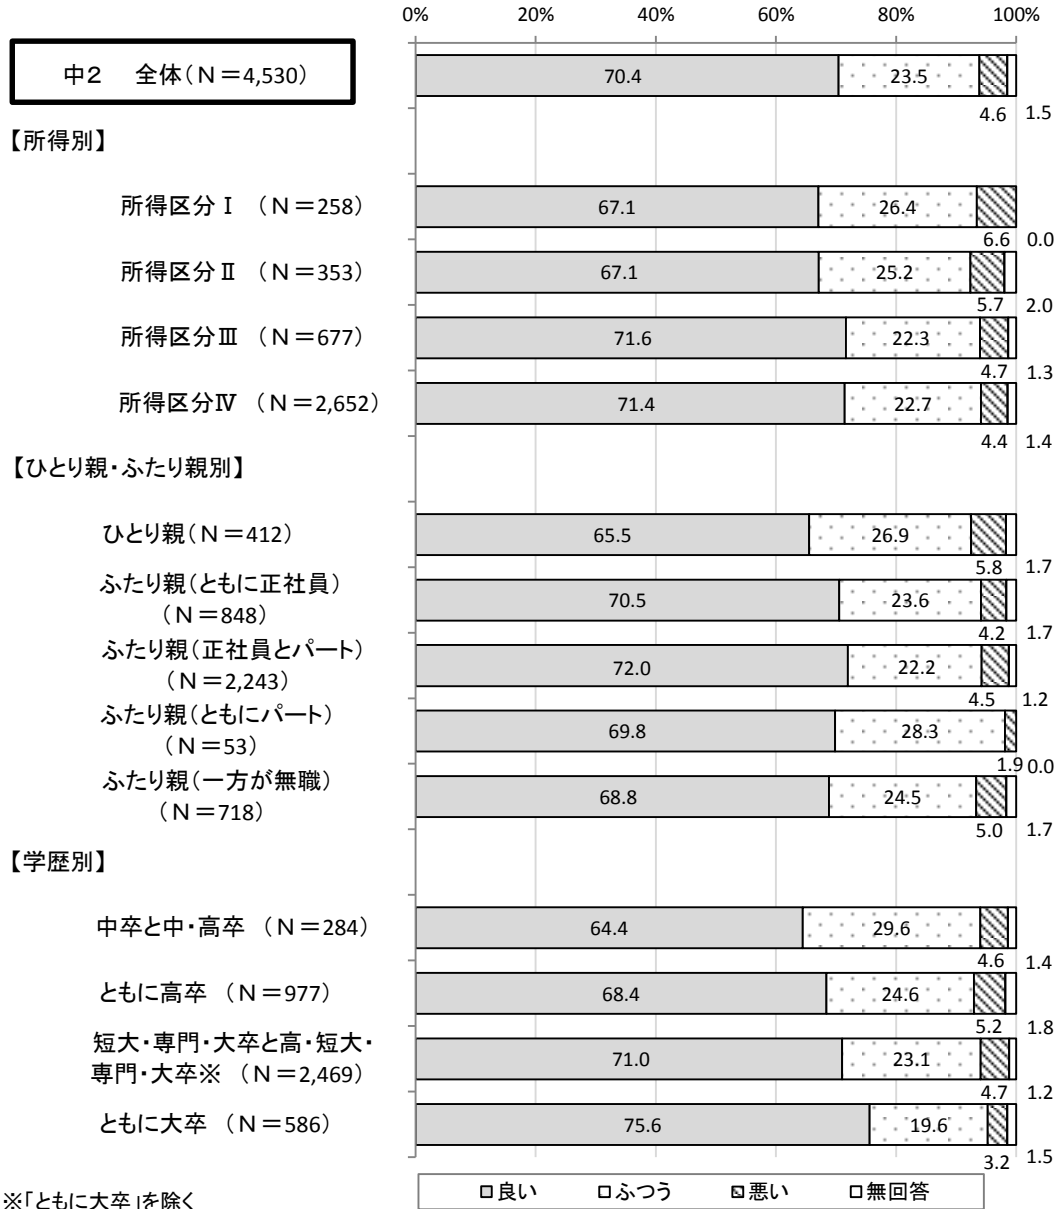 0% 20% 40% 60% 80% 100%
中2 全体(N=4,530) 70.4 23.5
4.6 1.5
【所得別】
所得区分Ⅰ (N=258) 67.1 26.4
6.6 0.0
所得区分Ⅱ (N=353) 67.1 25.2
5.7 2.0
所得区分Ⅲ (N=677) 71.6 22.3
4.7 1.3
所得区分Ⅳ (N=2,652) 71.4 22.7
4.4 1.4
【ひとり親・ふたり親別】
ひとり親(N=412) 65.5 26.9
5.8 1.7
ふたり親(ともに正社員)
(N=848) 70.5 23.6
4.2 1.7
ふたり親(正社員とパート)
(N=2,243) 72.0 22.2
4.5 1.2
ふたり親(ともにパート)
(N=53) 69.8 28.3
1.9 0.0
ふたり親(一方が無職)
(N=718) 68.8 24.5
5.0 1.7
【学歴別】
中卒と中・高卒 (N=284) 64.4 29.6
4.6 1.4
ともに高卒 (N=977) 68.4 24.6
5.2 1.8
短大・専門・大卒と高・短大・
専門・大卒※ (N=2,469) 71.0 23.1
4.7 1.2
ともに大卒 (N=586) 75.6 19.6
3.2 1.5
※「ともに大卒」を除く
良い ふつう 悪い 無回答